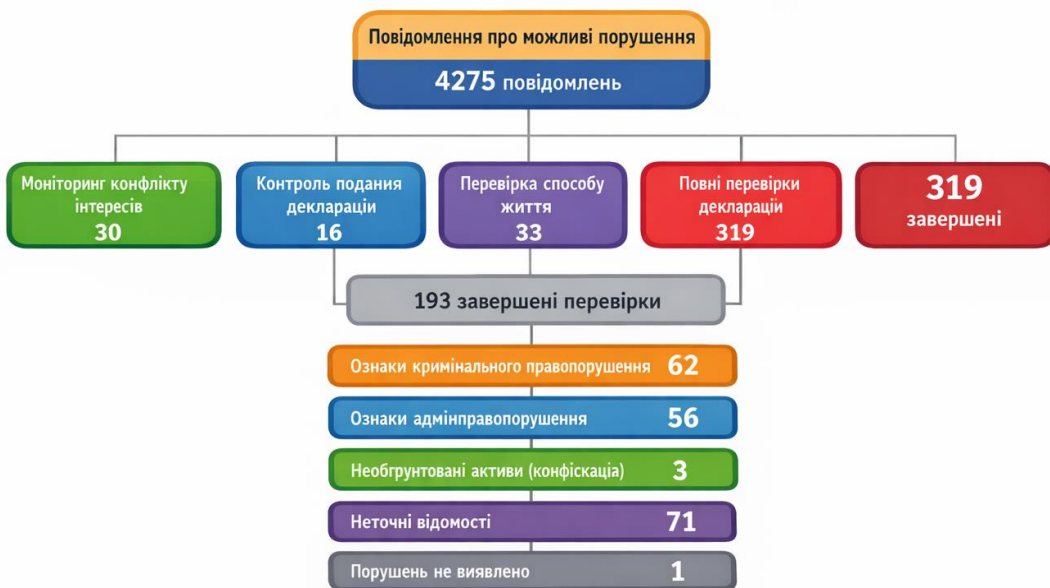 Повідомлення про можливі порушення
4275 повідомлень
Моніторинг конфлікту
інтересів
30
Контроль подання
деклараціи
16
Перевірка способу
життя
33
Повні перевірки
деклараціи
319
319
завершені
193 завершені перевірки
Ознаки кримінального правопорушення 62
Ознаки адмінправопорушення 56
Необгрунтовані активи (конфіскація) 3
Неточні відомості 71
Порушень не виявлено 1